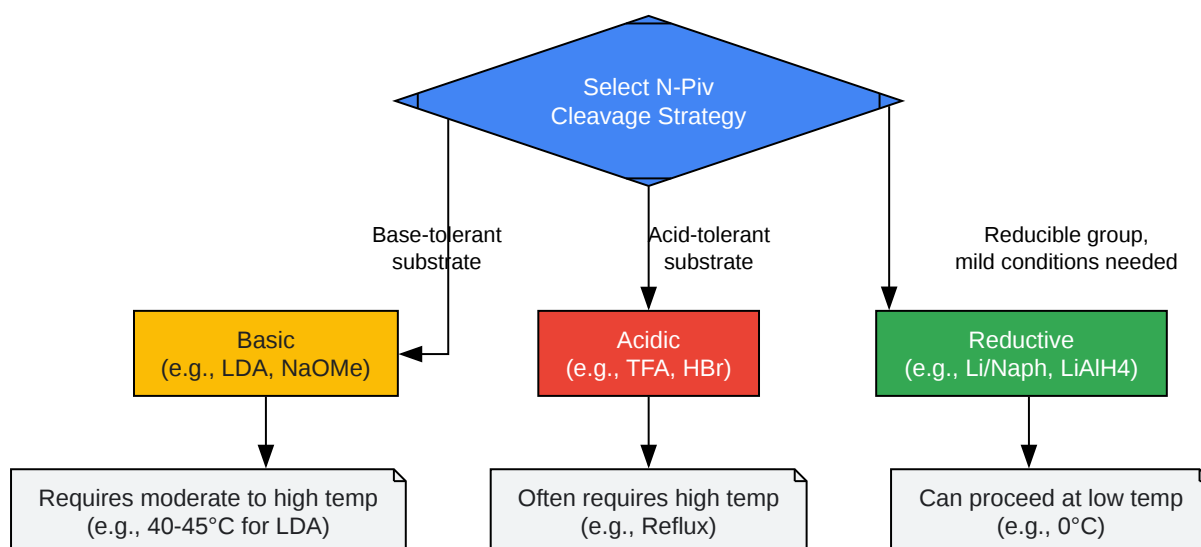 Select N-Piv
Cleavage Strategy
Base-tolerant
substrate
Acid-tolerant
substrate
Reducible group,
mild conditions needed
Basic
(e.g., LDA, NaOMe)
Acidic
(e.g., TFA, HBr)
Reductive
(e.g., Li/Naph, LiAlH4)
Requires moderate to high temp
(e.g., 40-45°C for LDA)
Often requires high temp
(e.g., Reflux)
Can proceed at low temp
(e.g., 0°C)